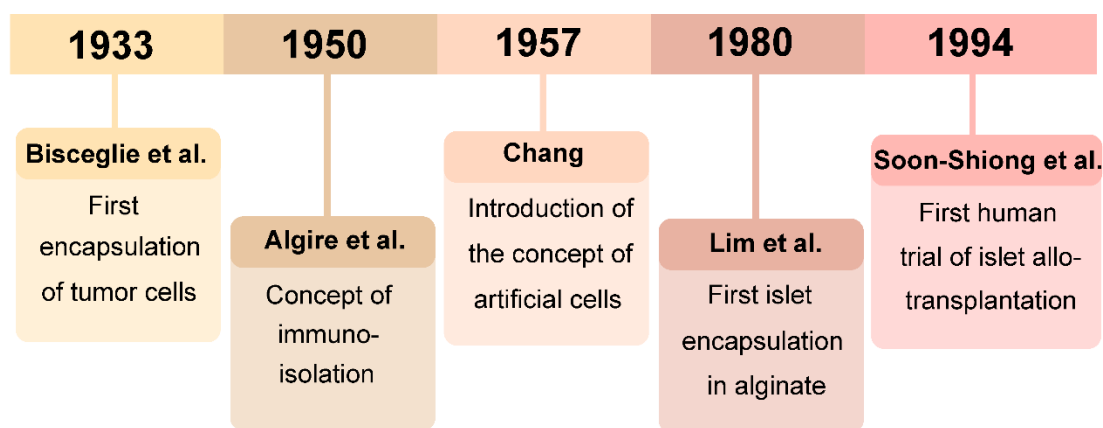 1933
1950
1957
1980
1994
Bisceglie et al.
First
encapsulation
of tumor cells
Algire et al.
Concept of
immuno-
isolation
Chang
Introduction of
the concept of
artificial cells
Lim et al.
First islet
encapsulation
in alginate
Soon-Shiong et al.
First human
trial of islet allo-
transplantation